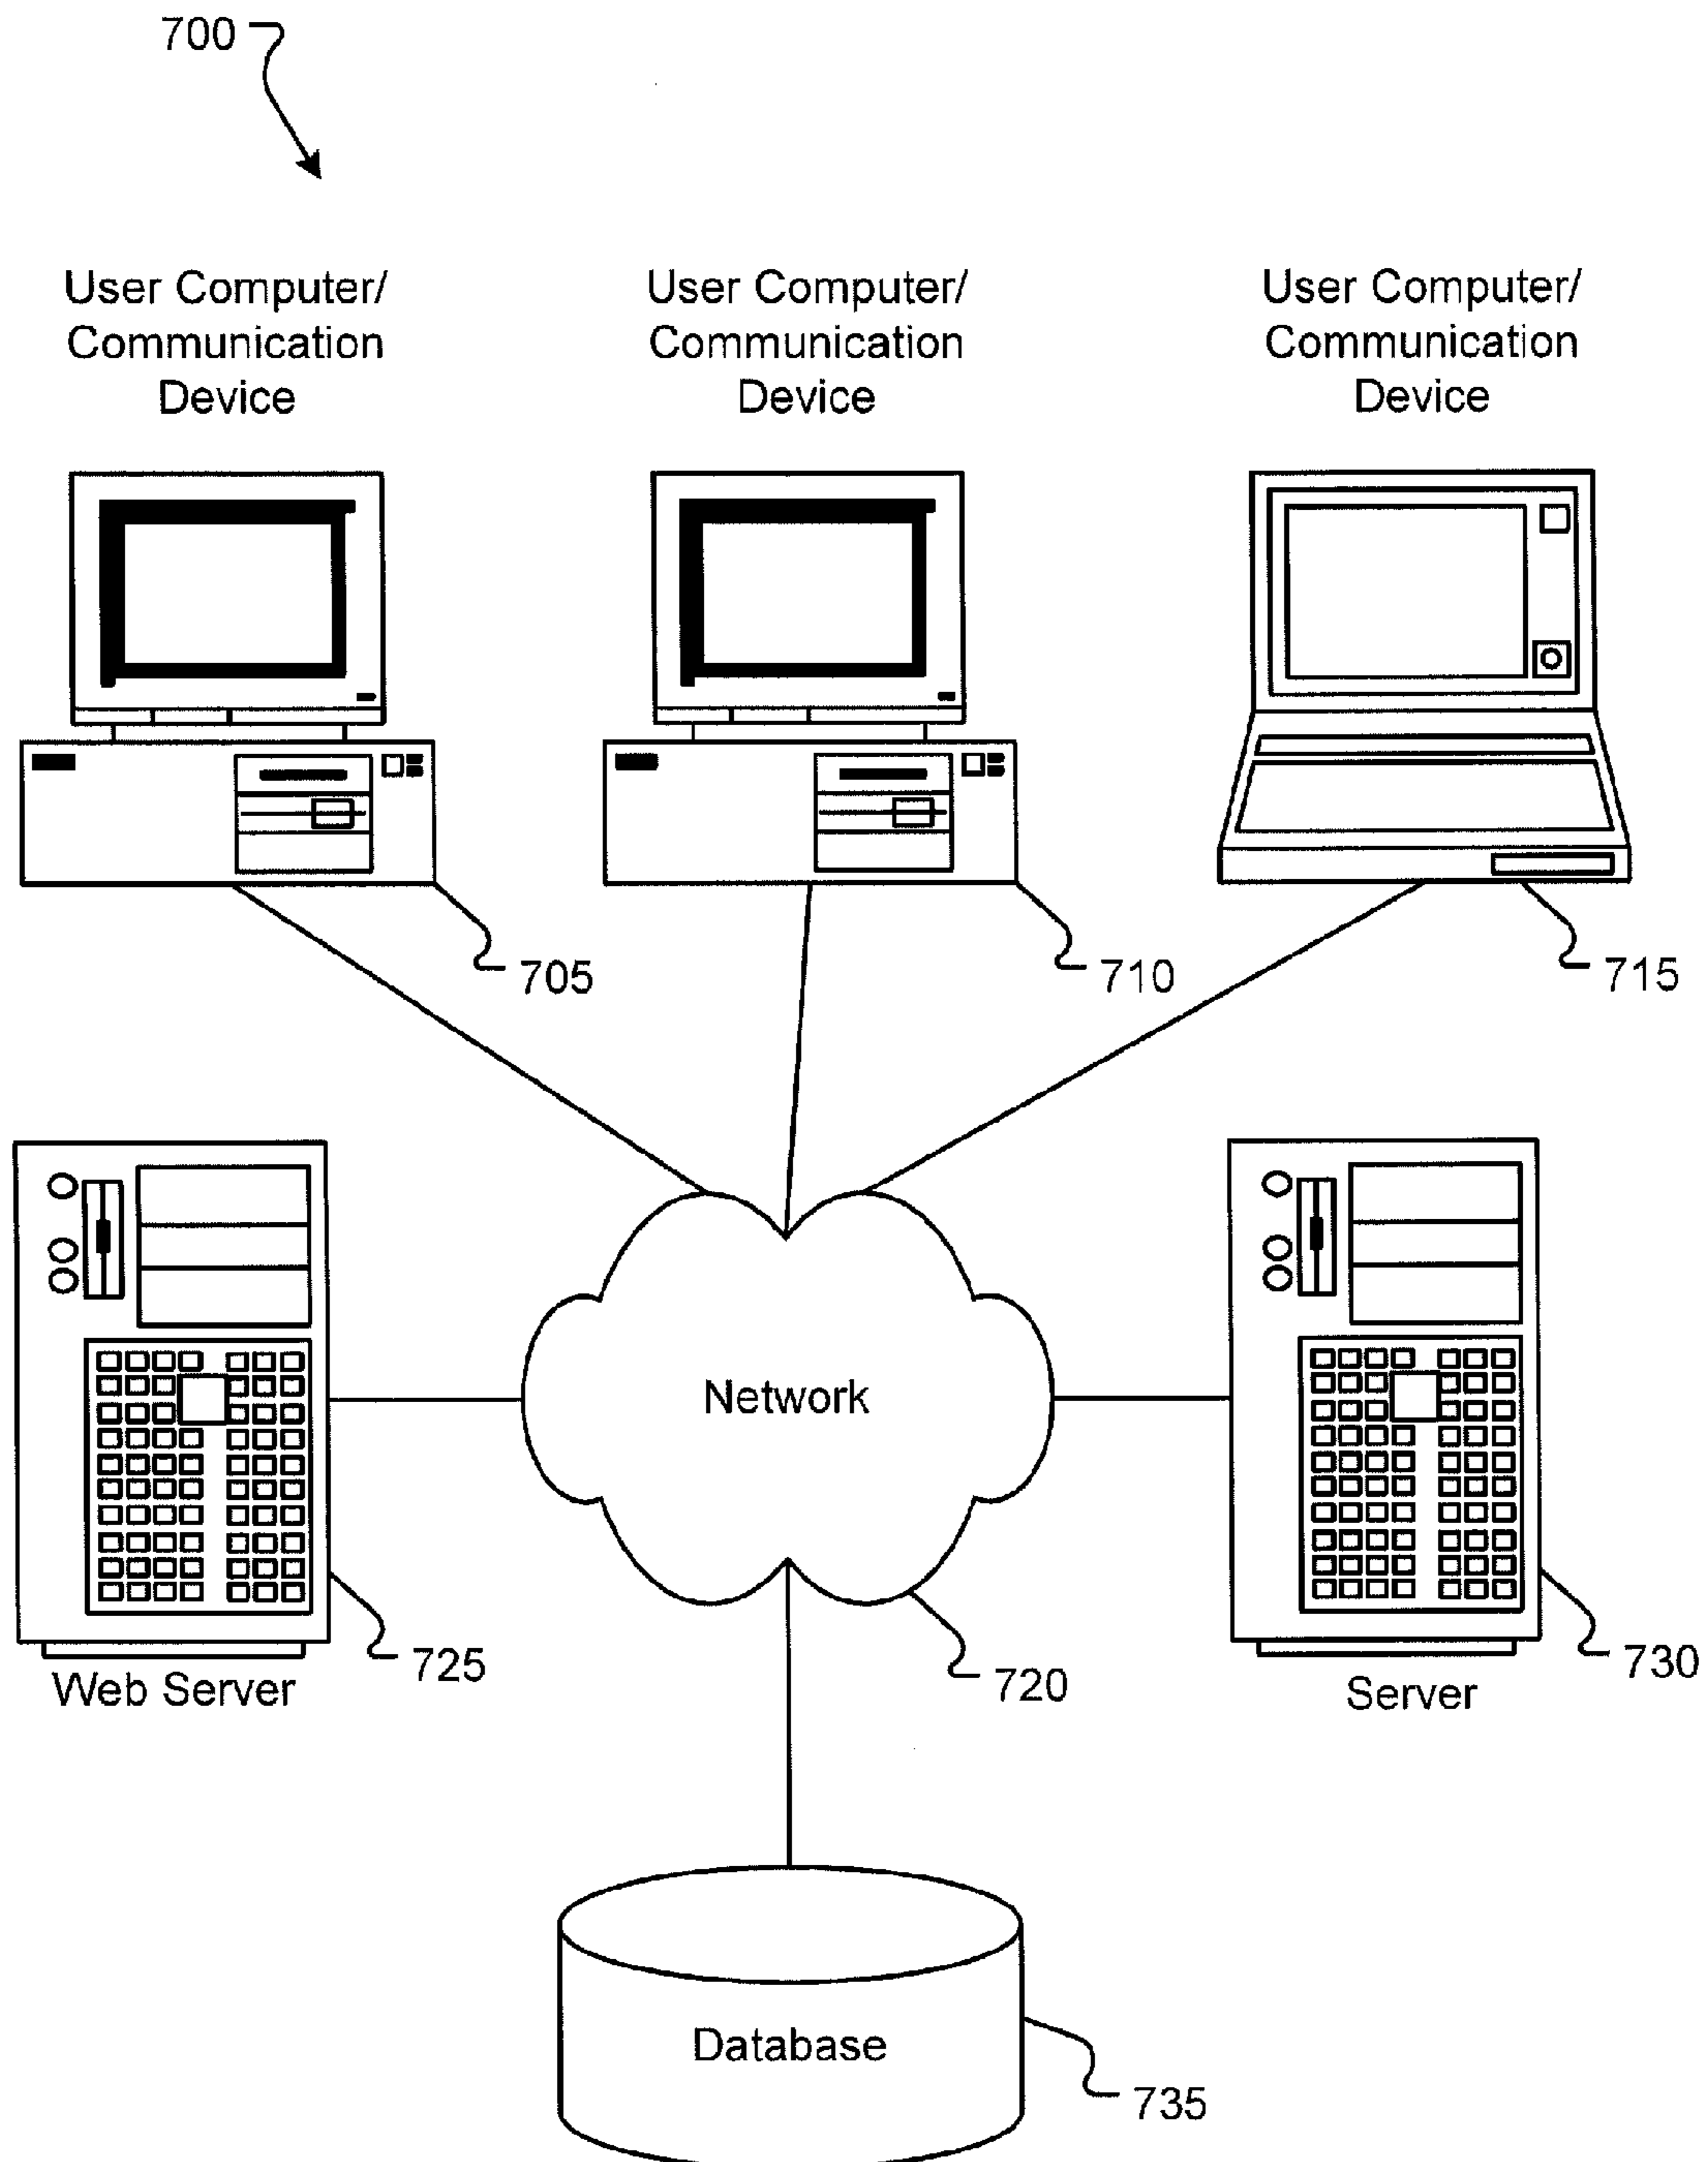 700
User Computer/
Communication
Device
User Computer/
Communication
Device
User Computer/
Communication
Device
705
710
715
Network
725
Web Server
720
730
Server
Database
735